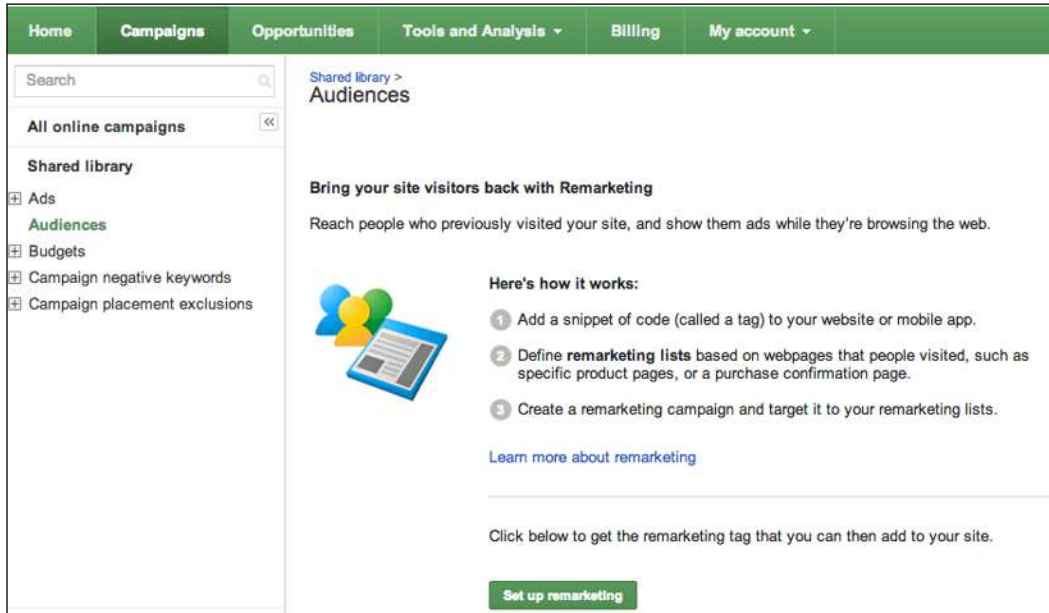 Home Campaigns Opportunities Tools and Analysis Billing My account
Search
All online campaigns
Shared library
Ads
Audiences
Budgets
Campaign negative keywords
Campaign placement exclusions
Shared library >
Audiences
Bring your site visitors back with Remarketing
Reach people who previously visited your site, and show them ads while they're browsing the web.
Here's how it works:
1 Add a snippet of code (called a tag) to your website or mobile app.
2 Define remarketing lists based on webpages that people visited, such as
specific product pages, or a purchase confirmation page.
3 Create a remarketing campaign and target it to your remarketing lists.
Learn more about remarketing
Click below to get the remarketing tag that you can then add to your site.
Set up remarketing